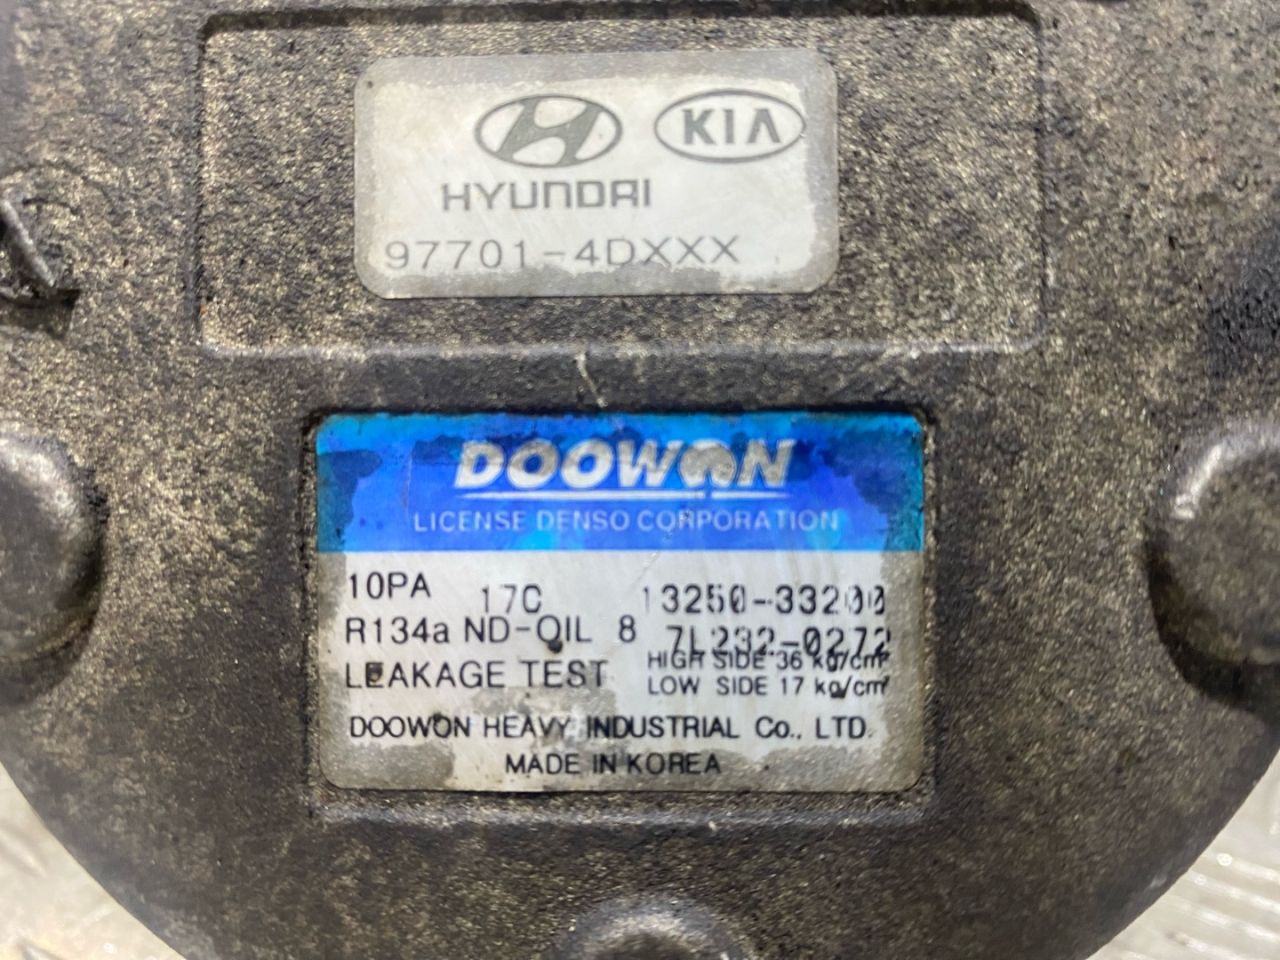 KIA
HYUNDAI
97701-4DXXX
DOOWON
LICENSE DENSO CORPORATION
10PA 17C 13250-33200
R134a ND-OIL 8 7L232-0272
LEAKAGE TEST HIGH SIDE 36 kg/cm²
LOW SIDE 17 kg/cm²
DOOWON HEAVY INDUSTRIAL Co., LTD.
MADE IN KOREA